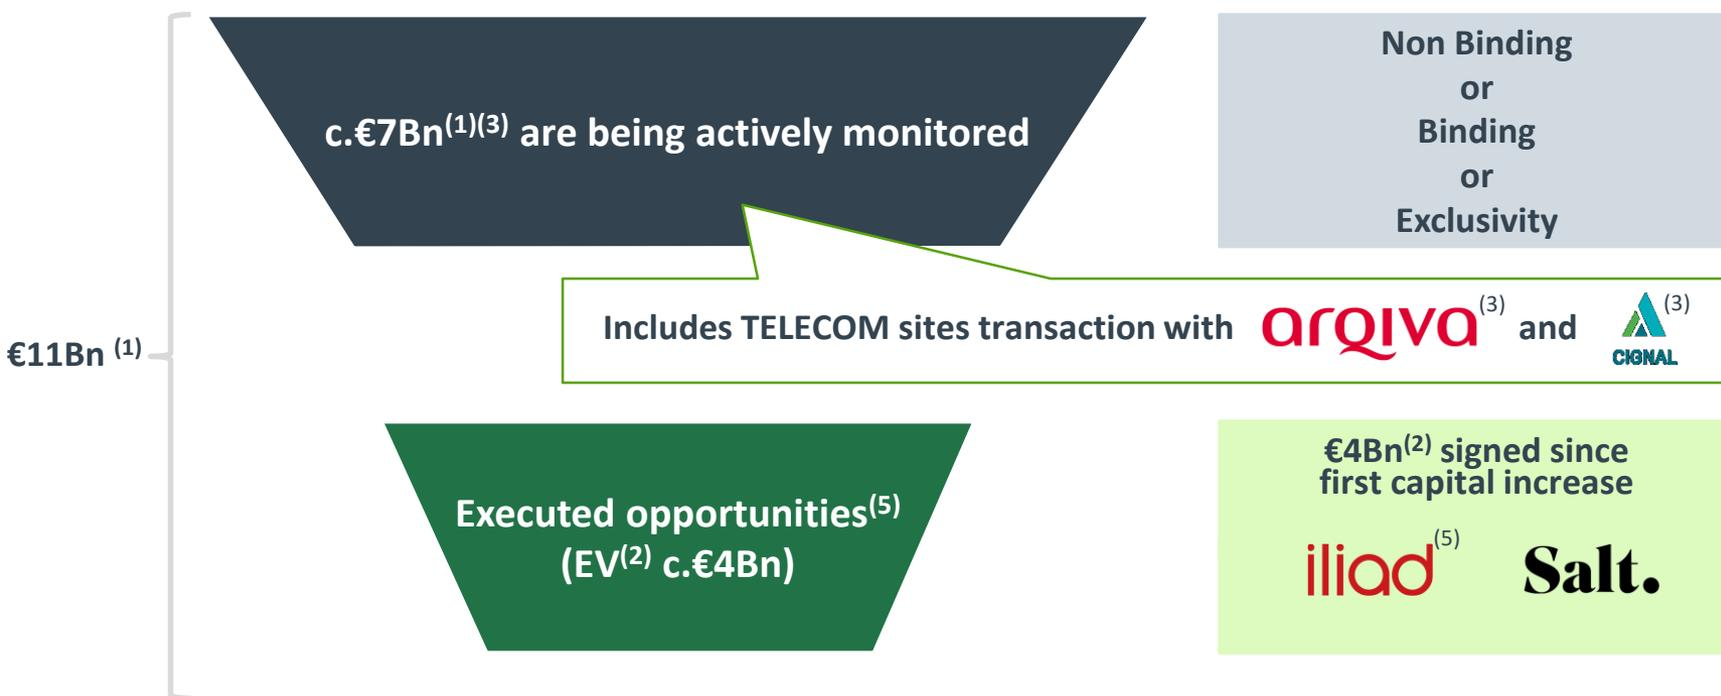 c.€7Bn(1)(3) are being actively monitored
Non Binding
or
Binding
or
Exclusivity
Includes TELECOM sites transaction with arqiva(3) and CIGNAL(3)
€11Bn (1)
Executed opportunities(5)
(EV(2) c.€4Bn)
€4Bn(2) signed since
first capital increase
iliad(5) Salt.